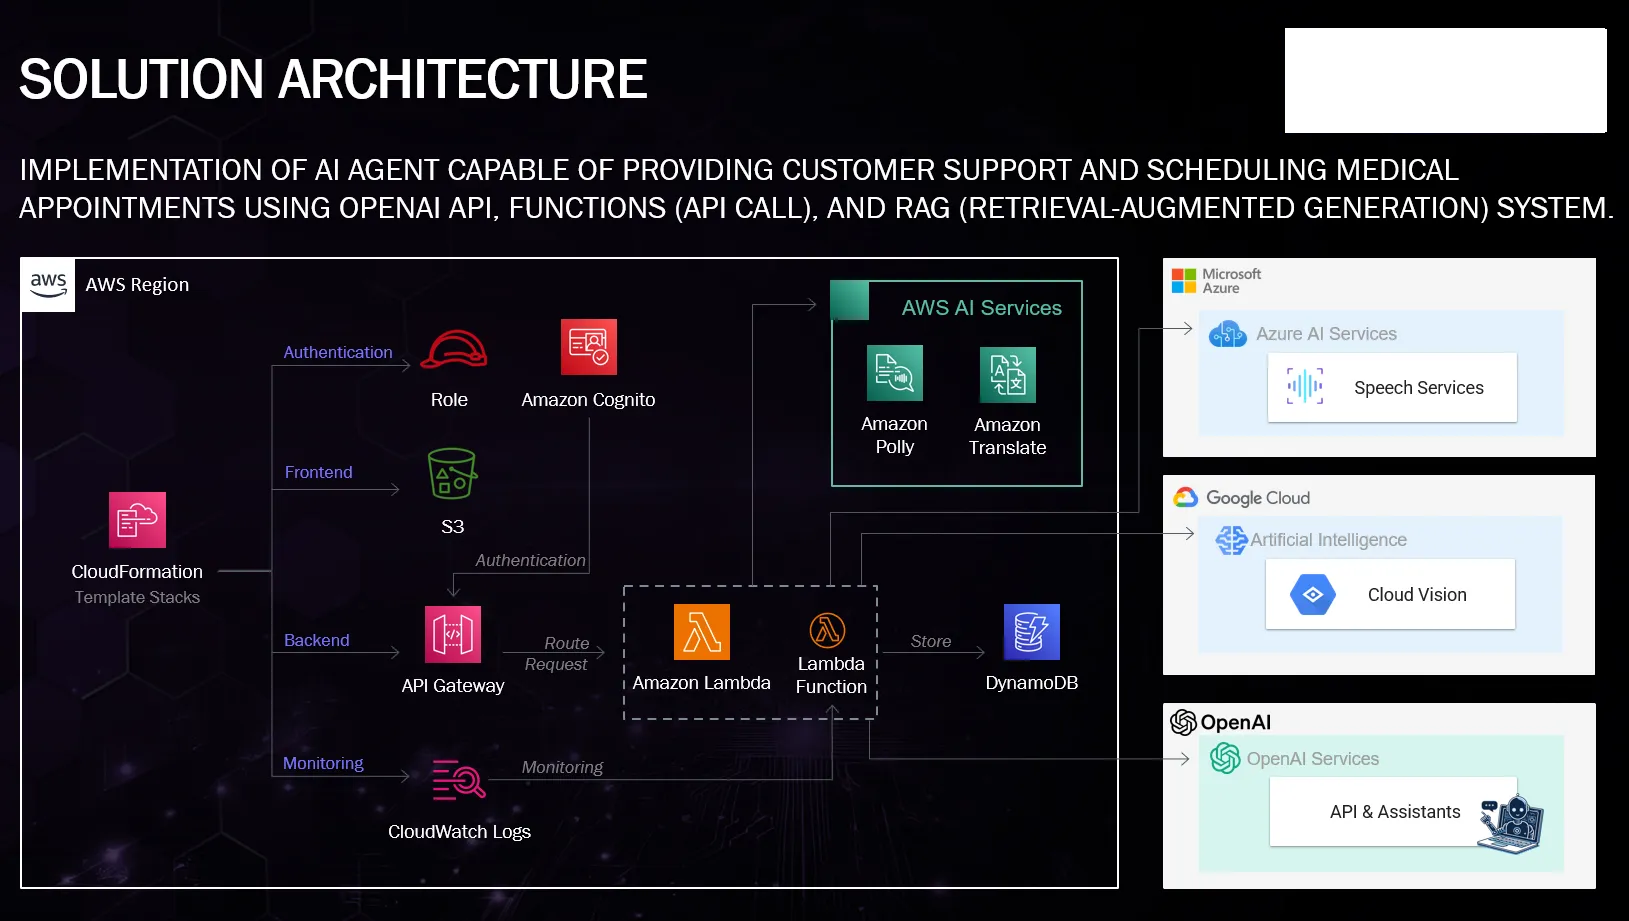 SOLUTION ARCHITECTURE
IMPLEMENTATION OF AI AGENT CAPABLE OF PROVIDING CUSTOMER SUPPORT AND SCHEDULING MEDICAL
APPOINTMENTS USING OPENAI API, FUNCTIONS (API CALL), AND RAG (RETRIEVAL-AUGMENTED GENERATION) SYSTEM.
aws
AWS Region
CloudFormation
Template Stacks
Authentication
Role
Amazon Cognito
Frontend
S3
Authentication
Backend
API Gateway
Route
Request
Monitoring
CloudWatch Logs
Monitoring
Amazon Lambda
Lambda
Function
Store
DynamoDB
AWS AI Services
Amazon
Polly
Amazon
Translate
Microsoft
Azure
Azure AI Services
Speech Services
Google Cloud
Artificial Intelligence
Cloud Vision
OpenAI
OpenAI Services
API & Assistants